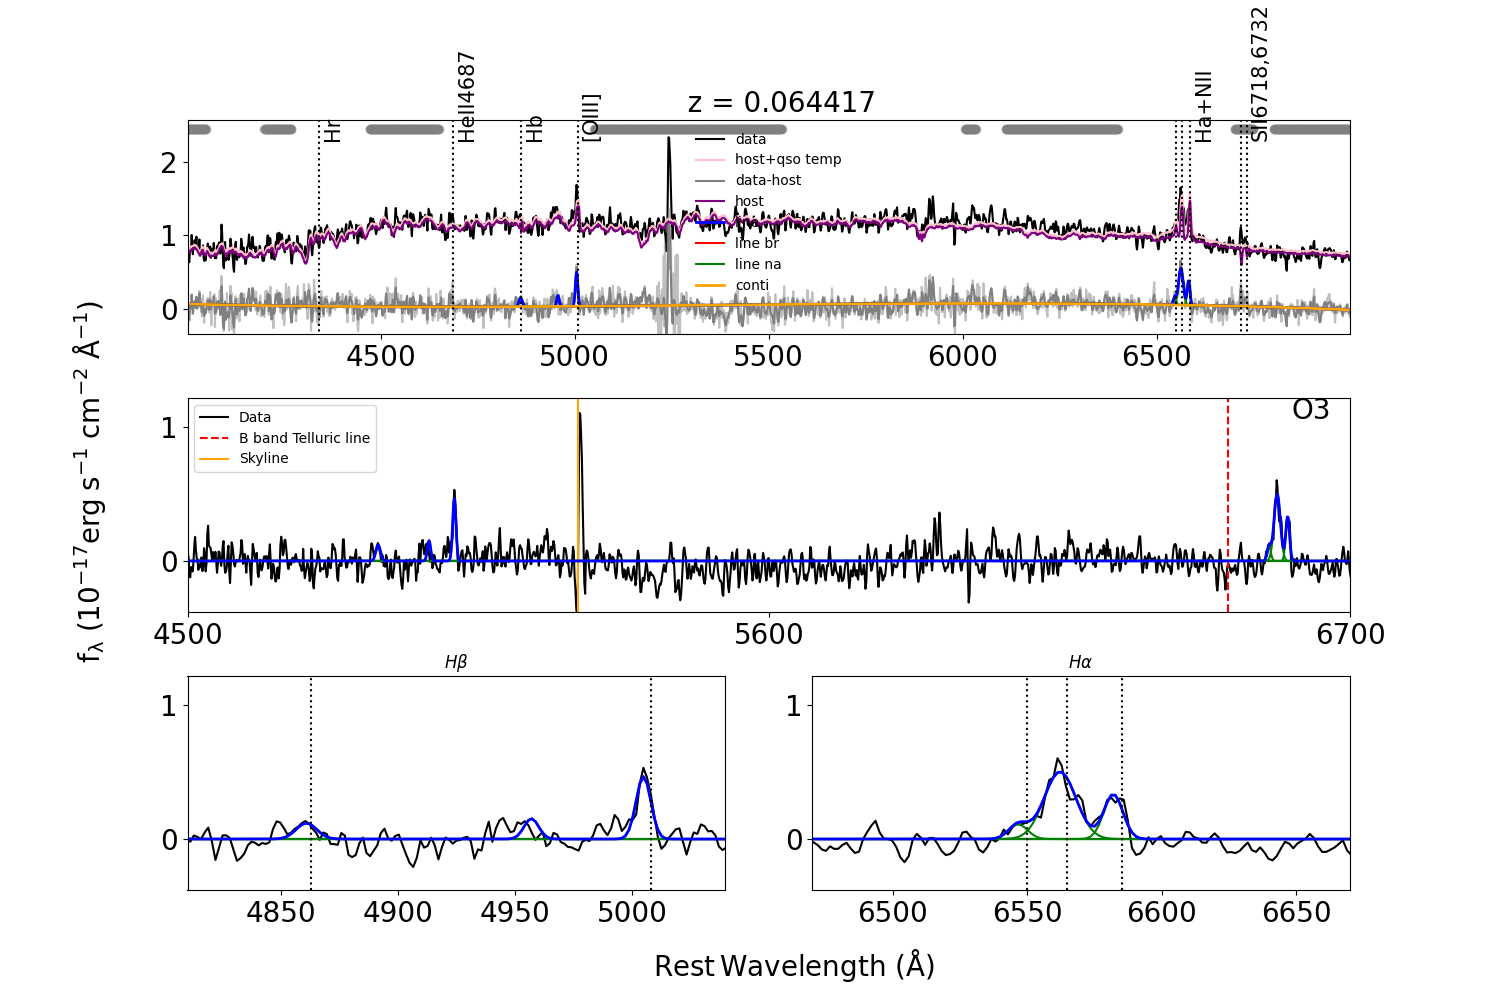 z = 0.064417
Hr
HeII4687
Hb
[OIII]
Ha+NII
SII6718,6732
data
host+qso temp
data-host
host
line br
line na
conti
2
1
0
4500 5000 5500 6000 6500
f_λ (10^−17 erg s^−1 cm^−2 Å^−1)
O3
Data
B band Telluric line
Skyline
1
0
4500 5600 6700
Hβ
1
0
4850 4900 4950 5000
Hα
1
0
6500 6550 6600 6650
Rest Wavelength (Å)